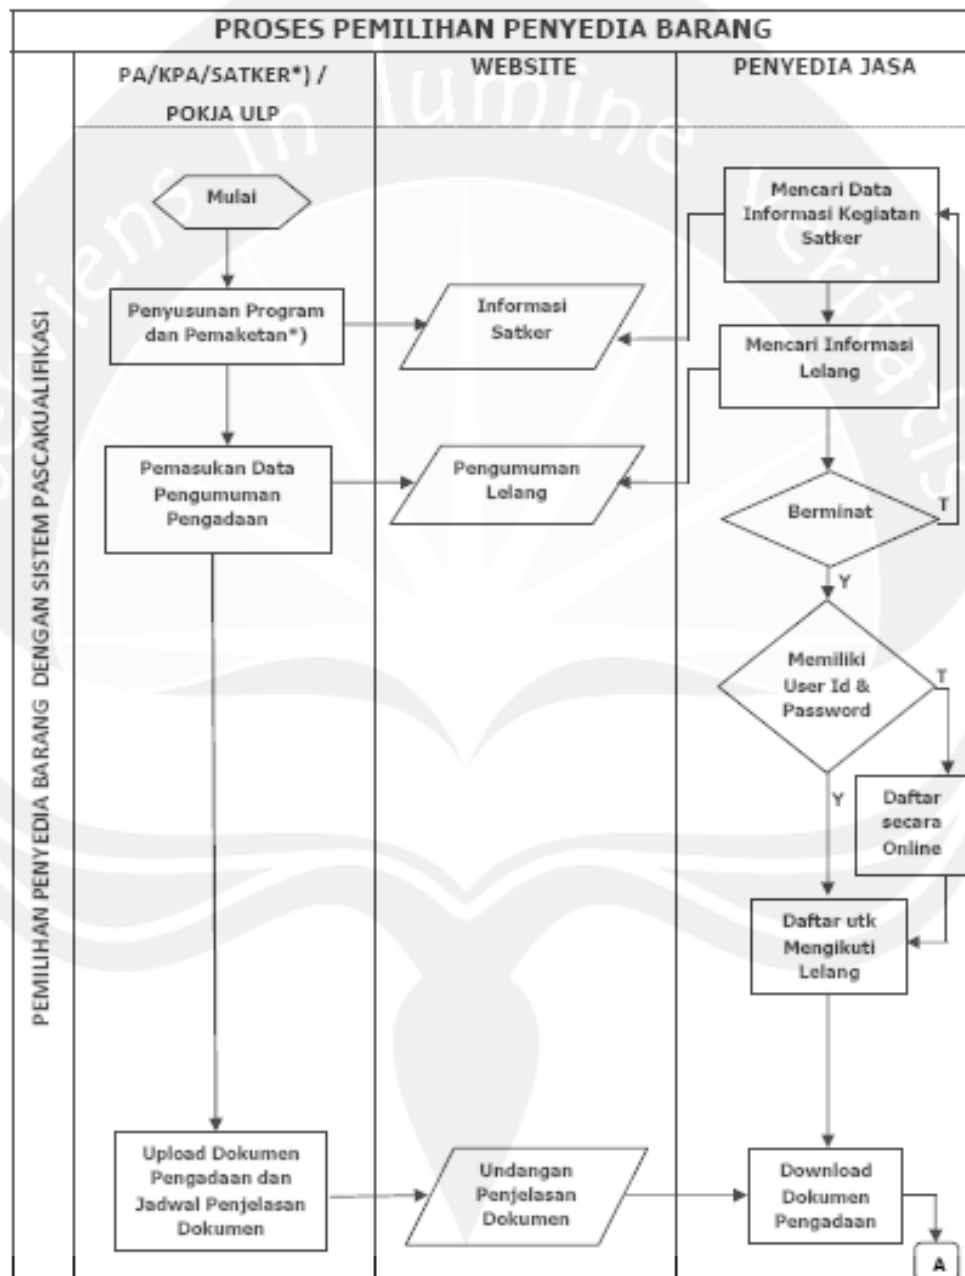 PROSES PEMILIHAN PENYEDIA BARANG
PA/KPA/SATKER*) /
POKJA ULP
WEBSITE
PENYEDIA JASA
PEMILIHAN PENYEDIA BARANG DENGAN SISTEM PASCAKUALIFIKASI
Mulai
Mencari Data
Informasi Kegiatan
Satker
Penyusunan Program
dan Pemaketan*)
Informasi
Satker
Mencari Informasi
Lelang
Pemasukan Data
Pengumuman
Pengadaan
Pengumuman
Lelang
Berminat
T
Y
Memiliki
User Id &
Password
T
Y
Daftar
secara
Online
Daftar utk
Mengikuti
Lelang
Upload Dokumen
Pengadaan dan
Jadwal Penjelasan
Dokumen
Undangan
Penjelasan
Dokumen
Download
Dokumen
Pengadaan
A
In lumine Veritatis